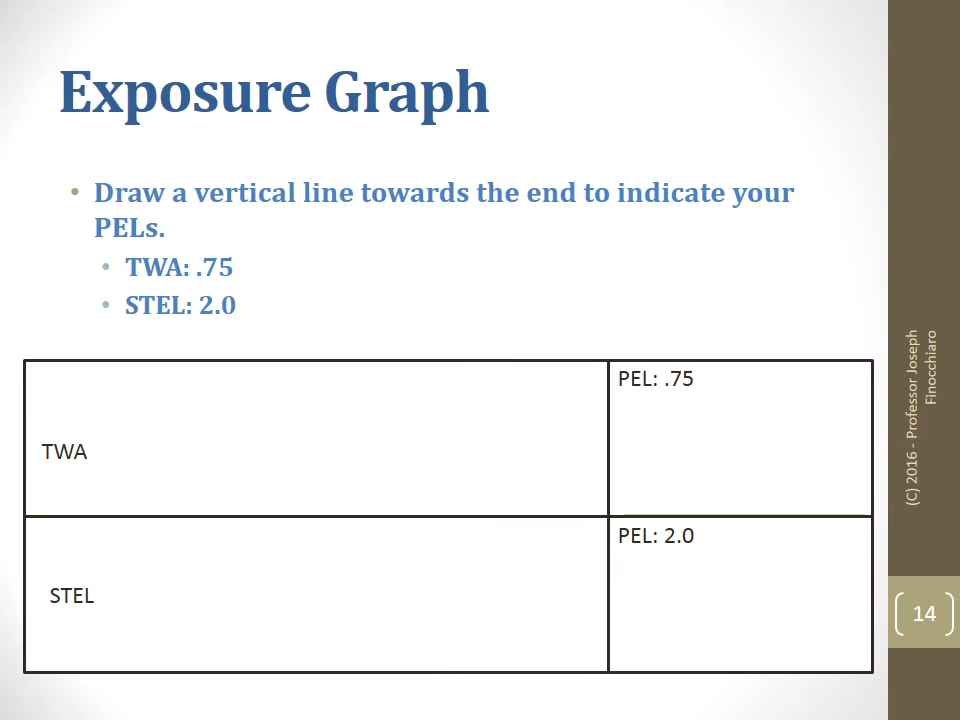 Exposure Graph
• Draw a vertical line towards the end to indicate your
PELs.
• TWA: .75
• STEL: 2.0
PEL: .75
TWA
PEL: 2.0
STEL
(C) 2016 - Professor Joseph
Finocchiaro
14